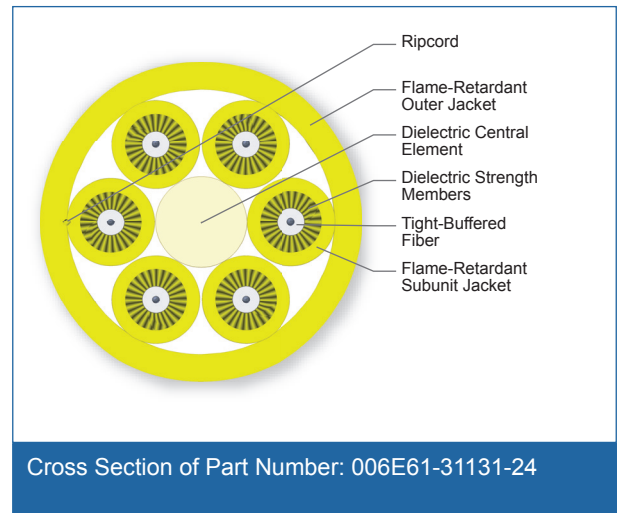 Ripcord
Flame-Retardant
Outer Jacket
Dielectric Central
Element
Dielectric Strength
Members
Tight-Buffered
Fiber
Flame-Retardant
Subunit Jacket
Cross Section of Part Number: 006E61-31131-24